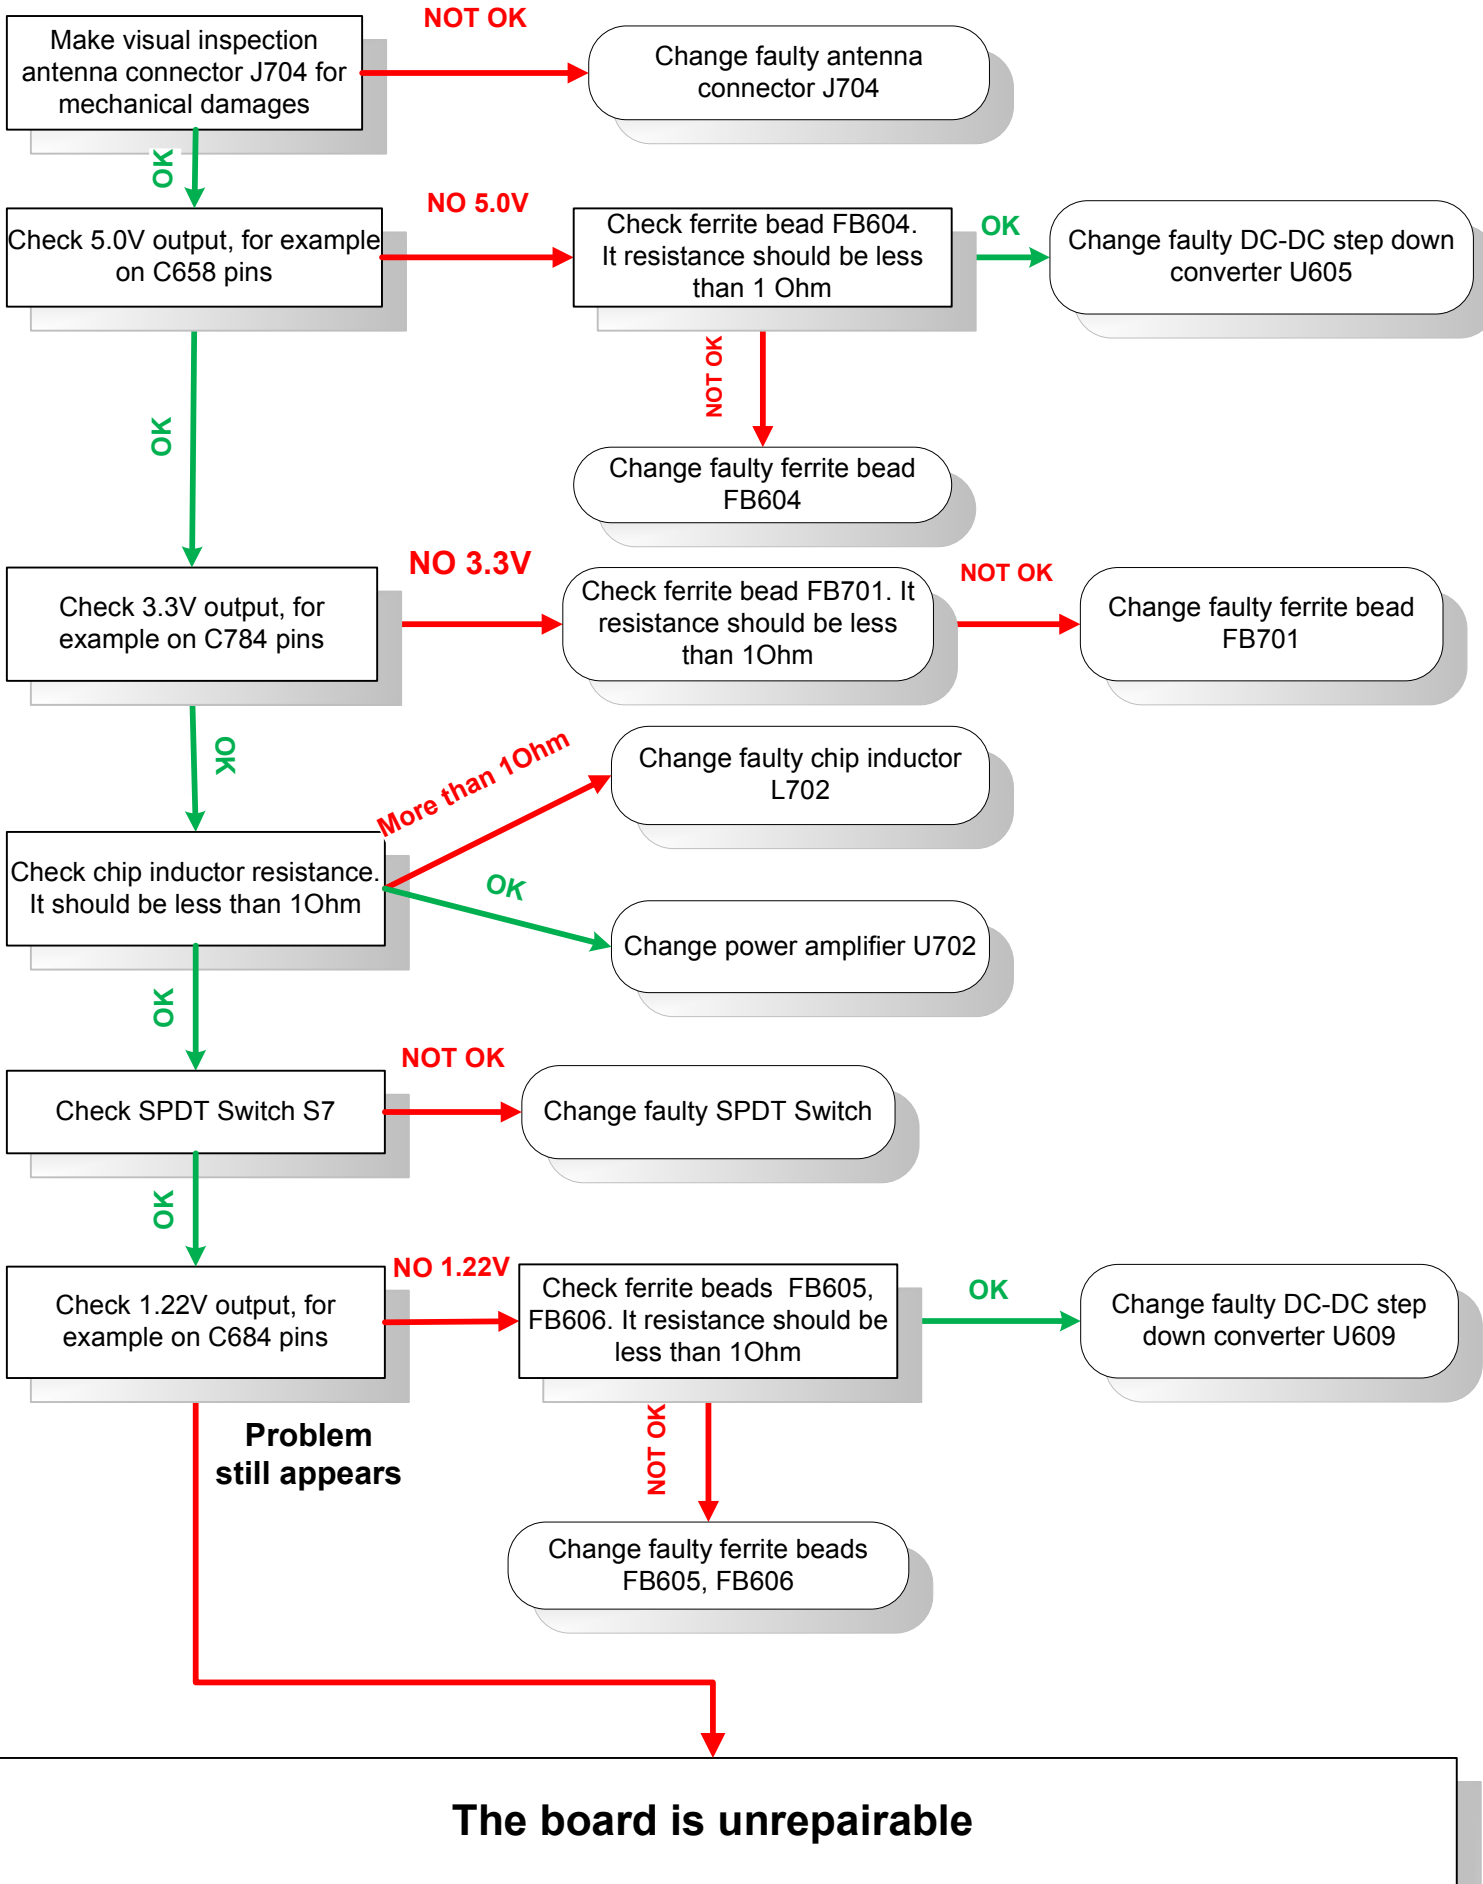 NOT OK
Make visual inspection
antenna connector J704 for
mechanical damages
Change faulty antenna
connector J704
OK
NO 5.0V
Check 5.0V output, for example
on C658 pins
Check ferrite bead FB604.
It resistance should be less
than 1 Ohm
OK
Change faulty DC-DC step down
converter U605
NOT OK
OK
Change faulty ferrite bead
FB604
NO 3.3V
Check 3.3V output, for
example on C784 pins
Check ferrite bead FB701. It
resistance should be less
than 1Ohm
NOT OK
Change faulty ferrite bead
FB701
OK
More than 1Ohm
Change faulty chip inductor
L702
Check chip inductor resistance.
It should be less than 1Ohm
OK
Change power amplifier U702
OK
NOT OK
Check SPDT Switch S7
Change faulty SPDT Switch
OK
NO 1.22V
Check 1.22V output, for
example on C684 pins
Check ferrite beads  FB605,
FB606. It resistance should be
less than 1Ohm
OK
Change faulty DC-DC step
down converter U609
Problem
still appears
NOT OK
Change faulty ferrite beads
FB605, FB606
The board is unrepairable